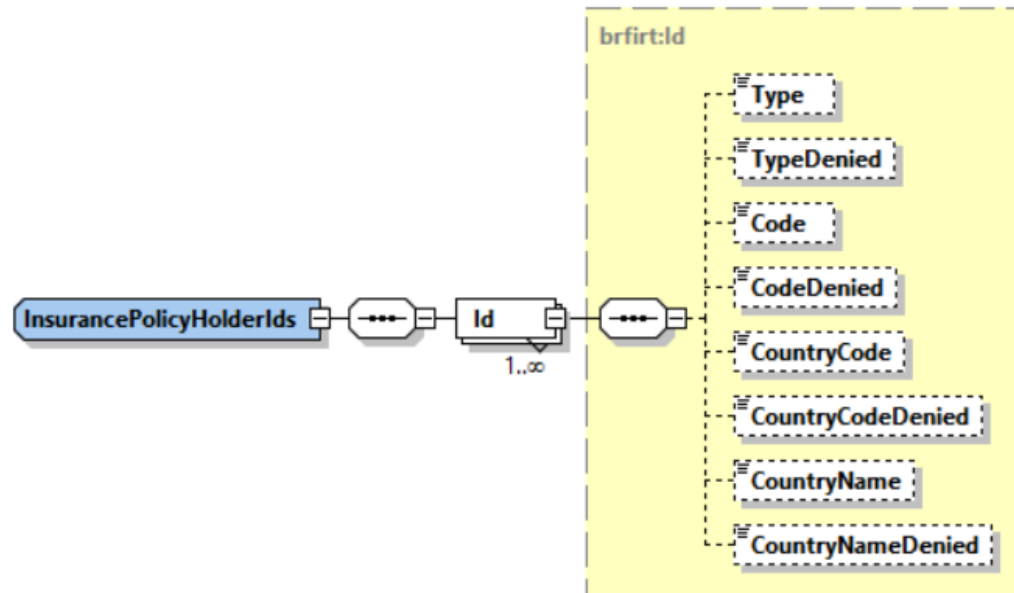 brfirt:Id
Type
TypeDenied
Code
CodeDenied
InsurancePolicyHolderIds
Id
1..∞
CountryCode
CountryCodeDenied
CountryName
CountryNameDenied